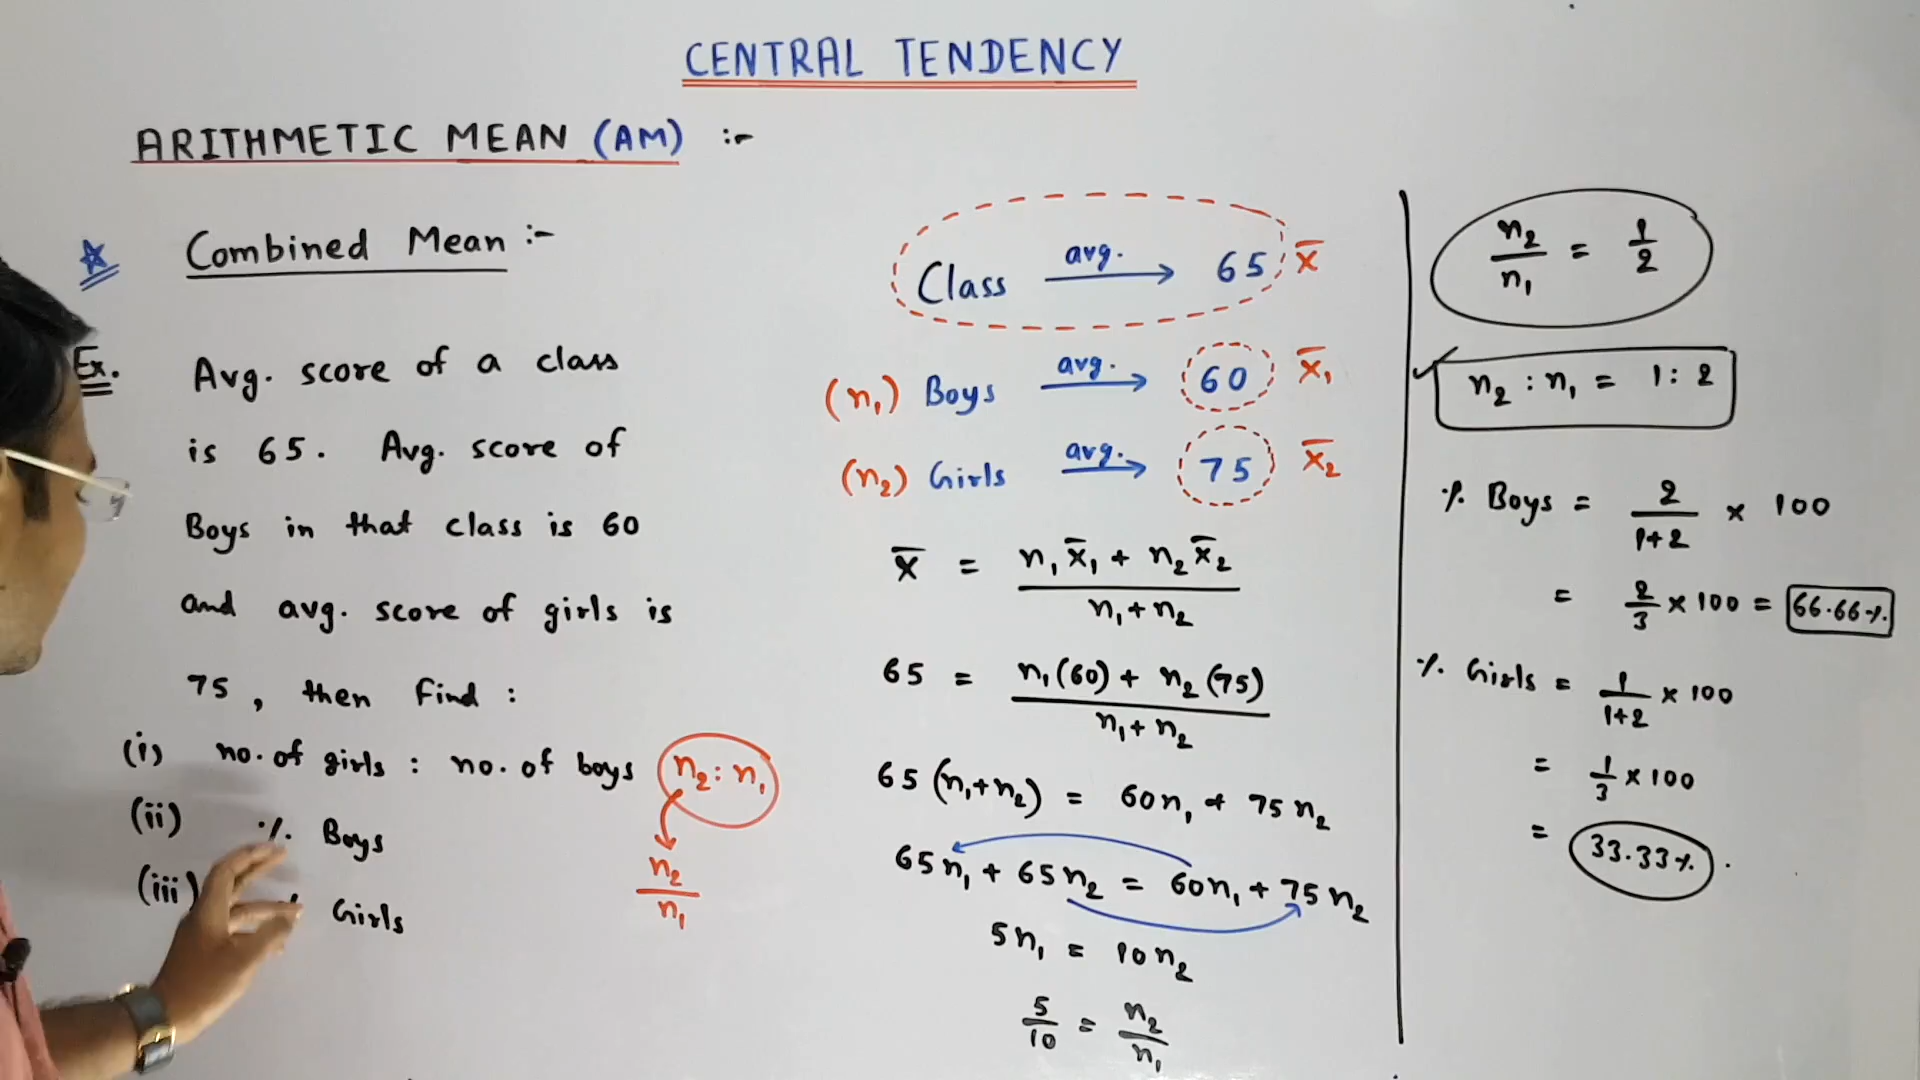 CENTRAL TENDENCY
ARITHMETIC MEAN (AM) :-
Combined Mean :-
Ex. Avg. score of a class
is 65. Avg. score of
Boys in that class is 60
and avg. score of girls is
75, then find :
(i) no. of girls : no. of boys n₂ : n₁
n₂/n₁
(ii) % Boys
(iii) Girls
Class avg. → 65 x̄
(n₁) Boys avg. → 60 x̄₁
(n₂) Girls avg. → 75 x̄₂
x̄ = (n₁x̄₁ + n₂x̄₂)/(n₁+n₂)
65 = (n₁(60) + n₂(75))/(n₁+n₂)
65(n₁+n₂) = 60n₁ + 75n₂
65n₁ + 65n₂ = 60n₁ + 75n₂
5n₁ = 10n₂
5/10 = n₂/n₁
n₂/n₁ = 1/2
n₂ : n₁ = 1 : 2
% Boys = 2/(1+2) × 100
= 2/3 × 100 = 66.66%
% Girls = 1/(1+2) × 100
= 1/3 × 100
= 33.33%.